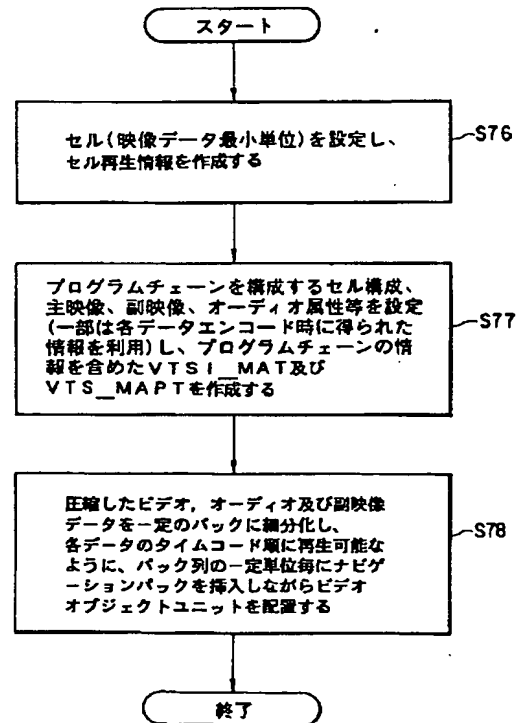 スタート
セル(映像データ最小単位)を設定し、
セル再生情報を作成する
S76
プログラムチェーンを構成するセル構成、
主映像、副映像、オーディオ属性等を設定
(一部は各データエンコード時に得られた
情報を利用)し、プログラムチェーンの情
報を含めたVTSI__MAT及び
VTS__MAPTを作成する
S77
圧縮したビデオ,オーディオ及び副映像
データを一定のパックに細分化し、
各データのタイムコード順に再生可能な
ように、パック列の一定単位毎にナビゲ
ーションパックを挿入しながらビデオ
オブジェクトユニットを配置する
S78
終了